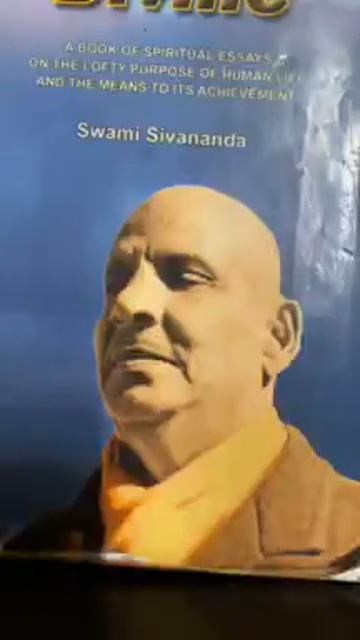 Divine
A BOOK OF SPIRITUAL ESSAYS
ON THE LOFTY PURPOSE OF HUMAN LIFE
AND THE MEANS TO ITS ACHIEVEMENT
Swami Sivananda